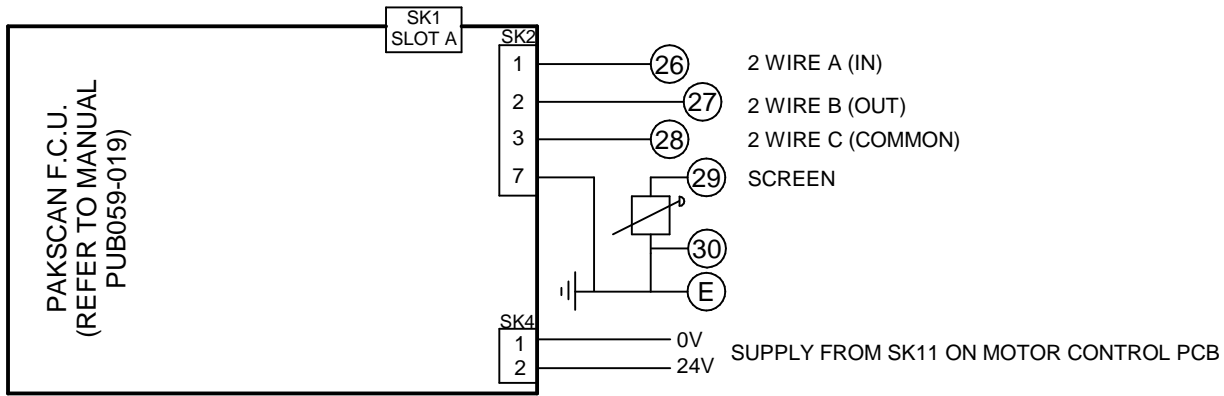 SK1
SLOT A
SK2
1
26
2 WIRE A (IN)
2
27
2 WIRE B (OUT)
3
28
2 WIRE C (COMMON)
7
29
SCREEN
30
E
PAKSCAN F.C.U.
(REFER TO MANUAL
PUB059-019)
SK4
1
0V
2
24V
SUPPLY FROM SK11 ON MOTOR CONTROL PCB